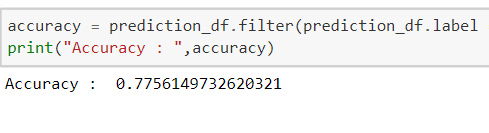 accuracy = prediction_df.filter(prediction_df.label
print("Accuracy : ",accuracy)
Accuracy :  0.7756149732620321